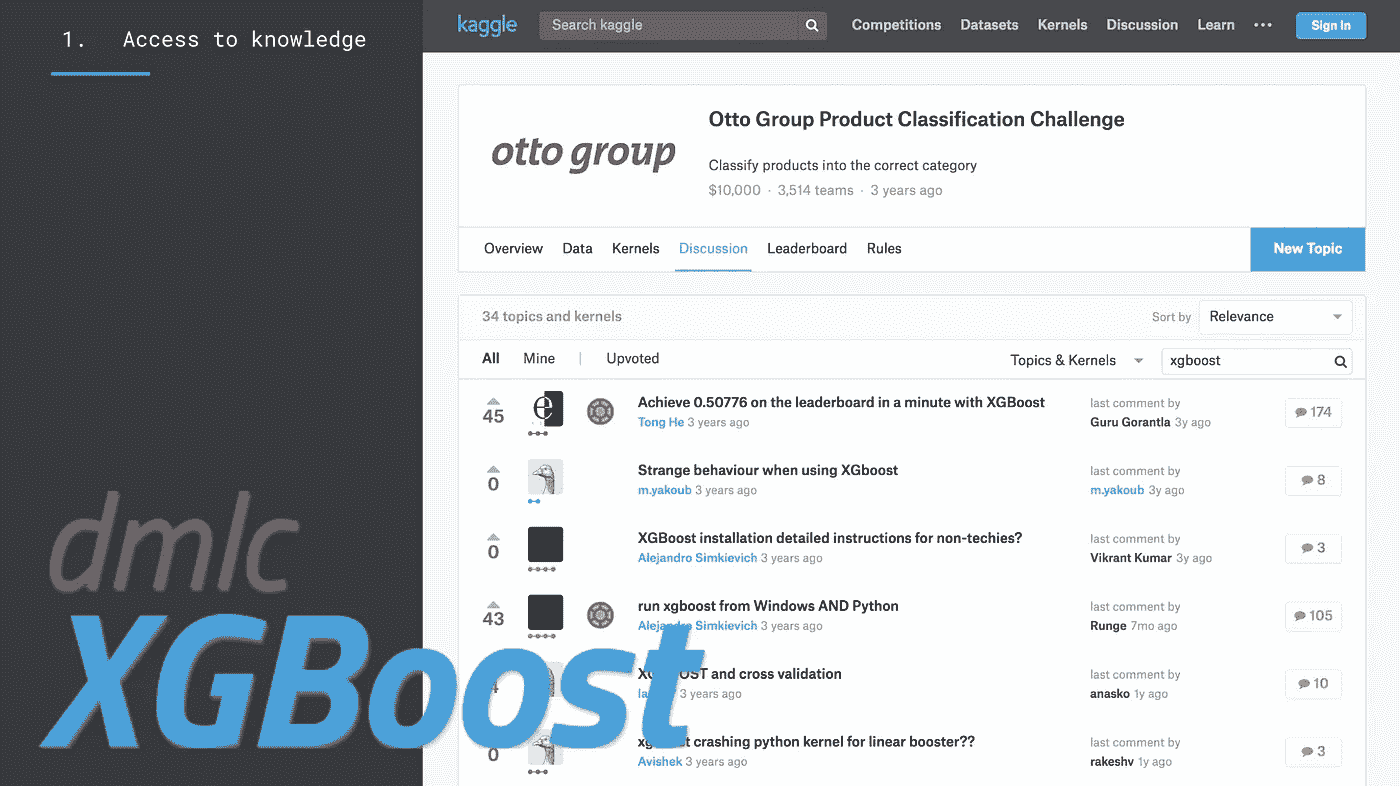 1. Access to knowledge
kaggle Search kaggle Competitions Datasets Kernels Discussion Learn ••• Sign In
otto group
Otto Group Product Classification Challenge
Classify products into the correct category
$10,000 · 3,514 teams · 3 years ago
Overview Data Kernels Discussion Leaderboard Rules New Topic
34 topics and kernels Sort by Relevance
All Mine | Upvoted Topics & Kernels xgboost
45 e Achieve 0.50776 on the leaderboard in a minute with XGBoost last comment by 174
Tong He 3 years ago Guru Gorantla 3y ago
0 Strange behaviour when using XGboost last comment by 8
m.yakoub 3 years ago m.yakoub 3y ago
0 XGBoost installation detailed instructions for non-techies? last comment by 3
Alejandro Simkievich 3 years ago Vikrant Kumar 3y ago
43 run xgboost from Windows AND Python last comment by 105
Alejandro Simkievich 3 years ago Runge 7mo ago
and cross validation last comment by 10
3 years ago anasko 1y ago
0 crashing python kernel for linear booster?? last comment by 3
Avishek 3 years ago rakeshv 1y ago
dmlc
XGBoost